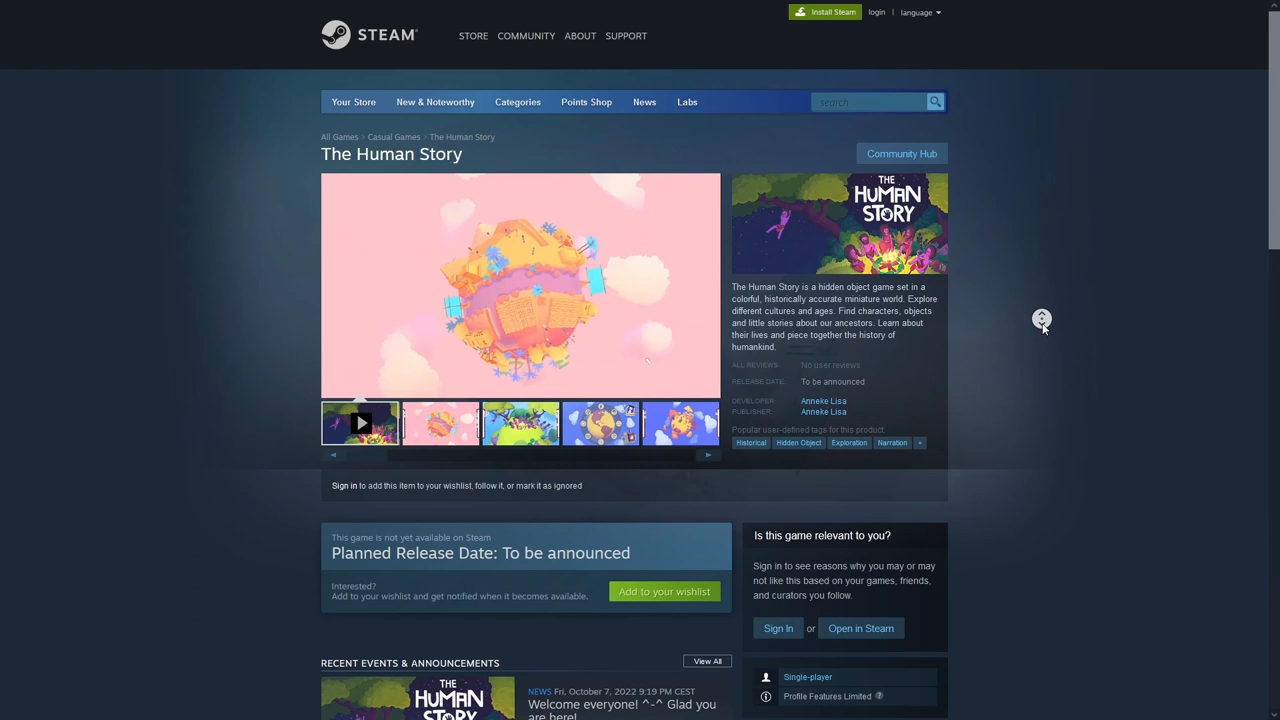 Install Steam
login
|
language
STEAM®
STORE
COMMUNITY
ABOUT
SUPPORT
Your Store
New & Noteworthy
Categories
Points Shop
News
Labs
search
All Games > Casual Games > The Human Story
The Human Story
Community Hub
THE
HUMAN
STORY
The Human Story is a hidden object game set in a
colorful, historically accurate miniature world. Explore
different cultures and ages. Find characters, objects
and little stories about our ancestors. Learn about
their lives and piece together the history of
humankind.
ALL REVIEWS: No user reviews
RELEASE DATE: To be announced
DEVELOPER: Anneke Lisa
PUBLISHER: Anneke Lisa
Popular user-defined tags for this product:
Historical
Hidden Object
Exploration
Narration
+
Sign in to add this item to your wishlist, follow it, or mark it as ignored
This game is not yet available on Steam
Planned Release Date: To be announced
Interested?
Add to your wishlist and get notified when it becomes available.
Add to your wishlist
Is this game relevant to you?
Sign in to see reasons why you may or may
not like this based on your games, friends,
and curators you follow.
Sign In or Open in Steam
RECENT EVENTS & ANNOUNCEMENTS
View All
THE
HUMAN
NEWS Fri, October 7, 2022 9:19 PM CEST
Welcome everyone! ^-^ Glad you
are here!
Single-player
Profile Features Limited ?